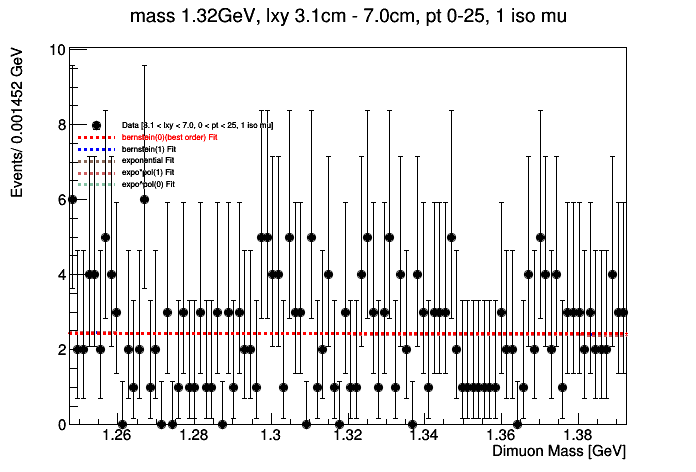 mass 1.32GeV, lxy 3.1cm - 7.0cm, pt 0-25, 1 iso mu
Events/ 0.001452 GeV
10
8
6
4
2
0
Data [3.1 < lxy < 7.0, 0 < pt < 25, 1 iso mu]
bernstein(0)(best order) Fit
bernstein(1) Fit
exponential Fit
expo*pol(1) Fit
expo*pol(0) Fit
1.26 1.28 1.3 1.32 1.34 1.36 1.38
Dimuon Mass [GeV]